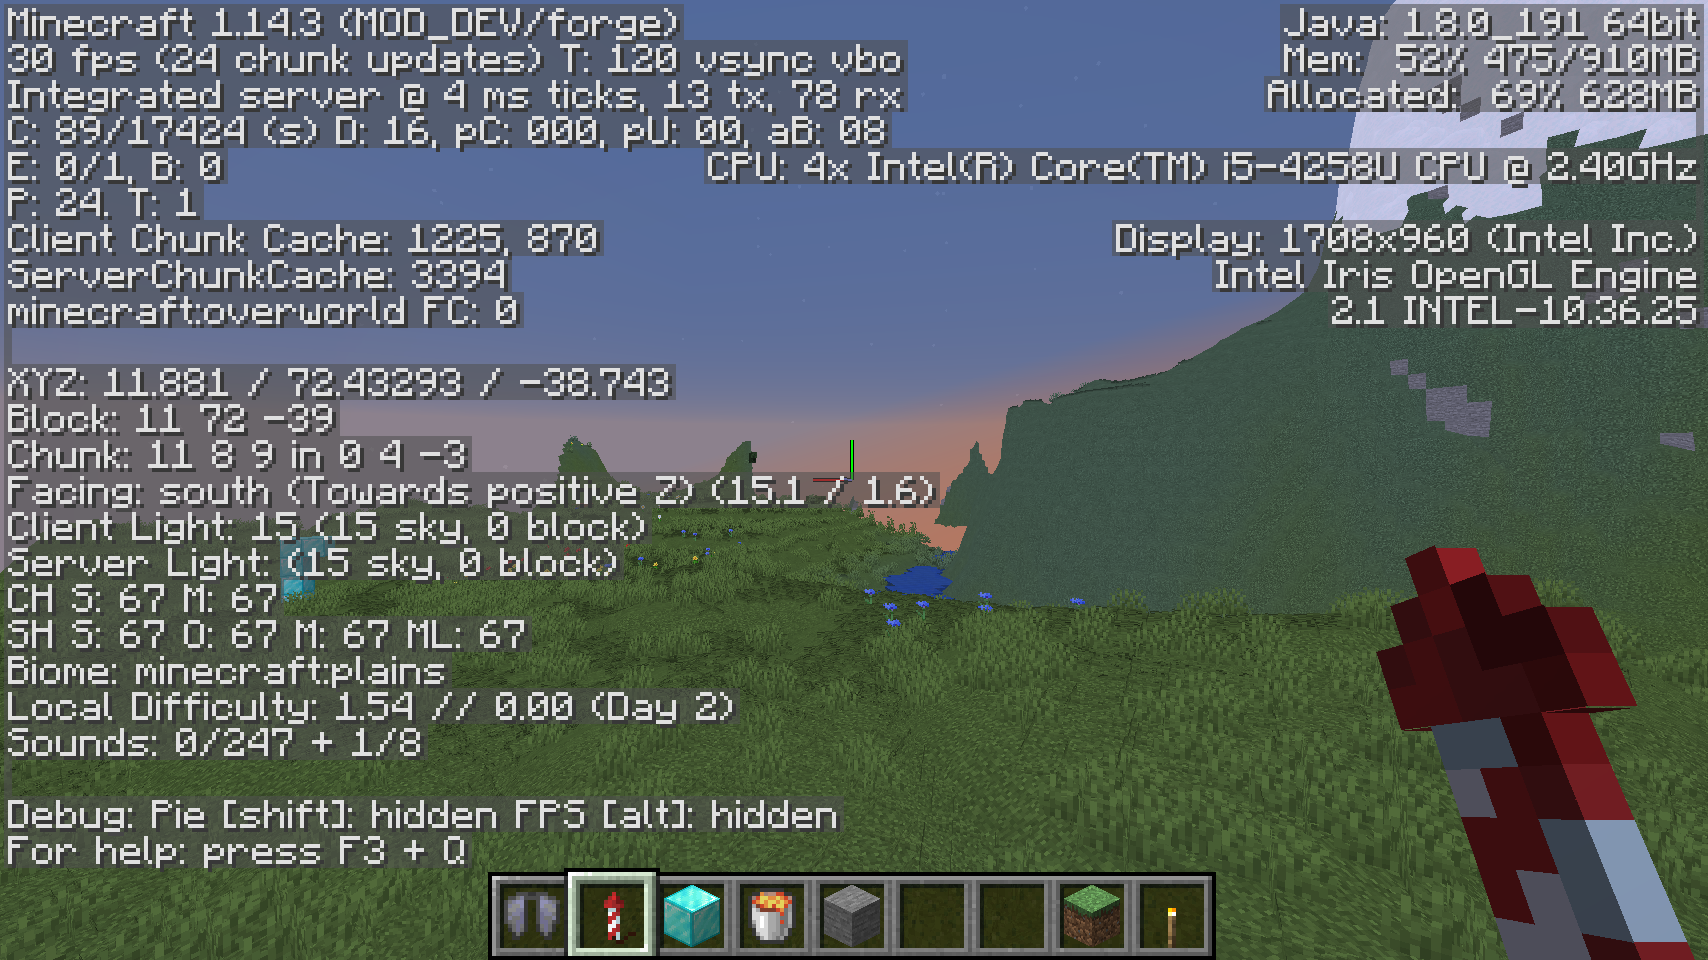 Minecraft 1.14.3 (MOD_DEV/forge)
30 fps (24 chunk updates) T: 120 vsync vbo
Integrated server @ 4 ms ticks, 13 tx, 78 rx
C: 89/17424 (s) D: 16, pC: 000, pU: 00, aB: 08
E: 0/1, B: 0
P: 24. T: 1
Client Chunk Cache: 1225, 870
ServerChunkCache: 3394
minecraft:overworld FC: 0
XYZ: 11.881 / 72.43293 / -38.743
Block: 11 72 -39
Chunk: 11 8 9 in 0 4 -3
Facing: south (Towards positive Z) (15.1 / 1.6)
Client Light: 15 (15 sky, 0 block)
Server Light: (15 sky, 0 block)
CH S: 67 M: 67
SH S: 67 O: 67 M: 67 ML: 67
Biome: minecraft:plains
Local Difficulty: 1.54 // 0.00 (Day 2)
Sounds: 0/247 + 1/8
Debug: Pie [shift]: hidden FPS [alt]: hidden
For help: press F3 + Q
Java: 1.8.0_191 64bit
Mem: 52% 475/910MB
Allocated: 69% 628MB
CPU: 4x Intel(R) Core(TM) i5-4258U CPU @ 2.40GHz
Display: 1708x960 (Intel Inc.)
Intel Iris OpenGL Engine
2.1 INTEL-10.36.25